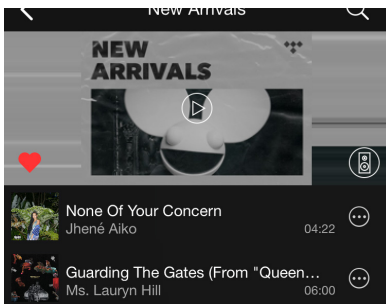 New Arrivals
NEW
ARRIVALS
None Of Your Concern
Jhené Aiko
04:22
Guarding The Gates (From "Queen…
Ms. Lauryn Hill
06:00